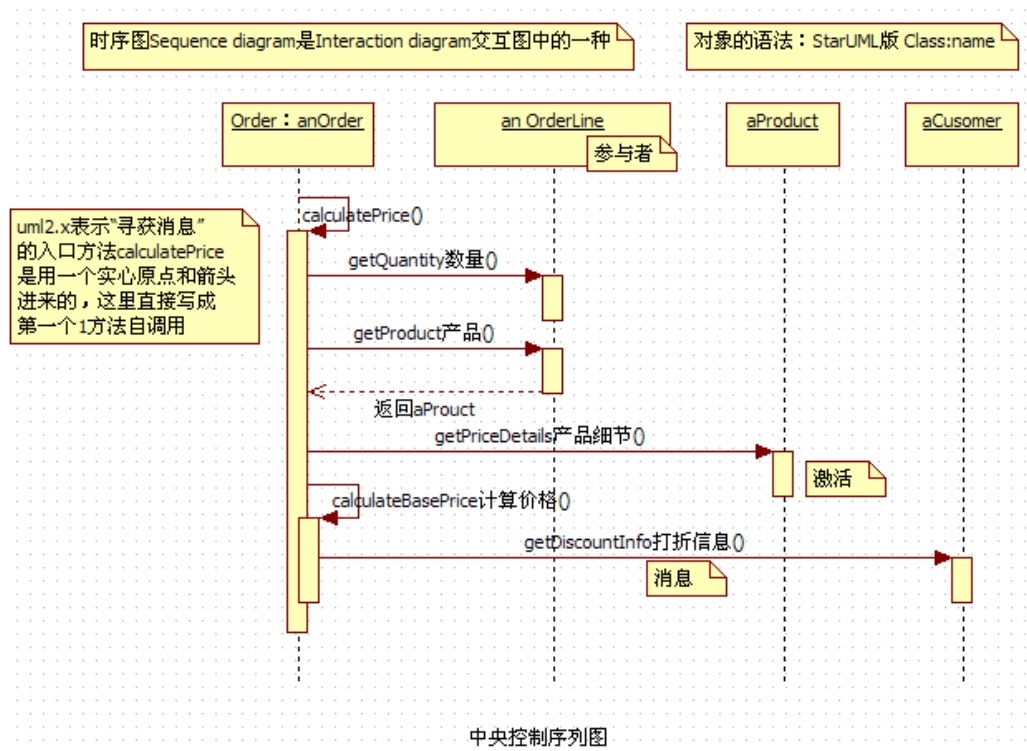 时序图Sequence diagram是Interaction diagram交互图中的一种
对象的语法：StarUML版 Class:name
Order：anOrder
an OrderLine
aProduct
aCusomer
参与者
calculatePrice()
uml2.x表示“寻获消息”
的入口方法calculatePrice
是用一个实心原点和箭头
进来的，这里直接写成
第一个1方法自调用
getQuantity数量()
getProduct产品()
返回aProuct
getPriceDetails产品细节()
激活
calculateBasePrice计算价格()
getDiscountInfo打折信息()
消息
中央控制序列图